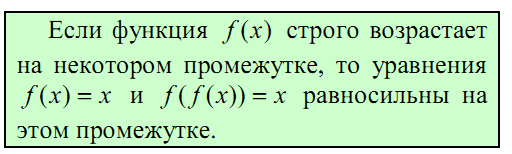 Если функция f(x) строго возрастает
на некотором промежутке, то уравнения
f(x) = x и f(f(x)) = x равносильны на
этом промежутке.